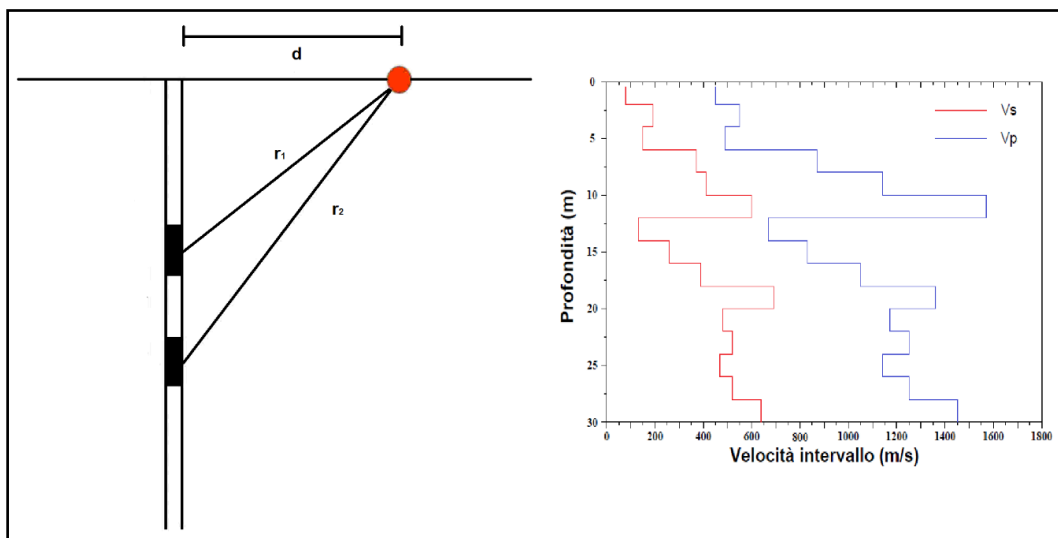 d
r₁
r₂
Vs
Vp
0
5
10
15
20
25
30
Profondità (m)
0 200 400 600 800 1000 1200 1400 1600 1800
Velocità intervallo (m/s)